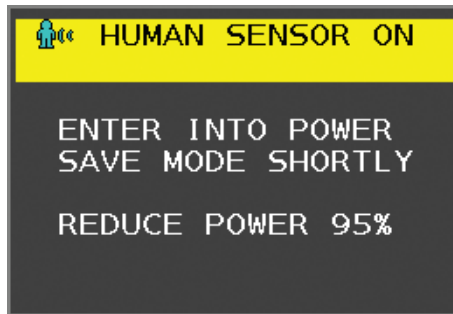 HUMAN SENSOR ON
ENTER INTO POWER
SAVE MODE SHORTLY
REDUCE POWER 95%